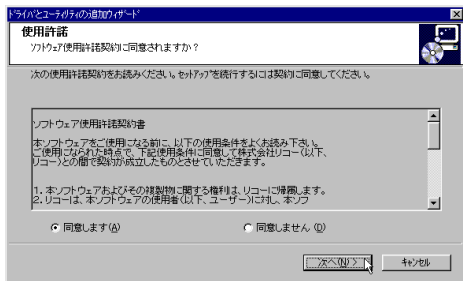 ドライバとユーティリティの追加ウィザード
使用許諾
ソフトウェア使用許諾契約に同意されますか？
次の使用許諾契約をお読みください。セットアップを続行するには契約に同意してください。
ソフトウェア使用許諾契約書
本ソフトウェアをご使用になる前に、以下の使用条件をよくお読み下さい。
ご使用になられた時点で、下記使用条件に同意して株式会社リコー（以下、
リコー）との間で契約が成立したものとさせていただきます。
1. 本ソフトウェアおよびその複製物に関する権利は、リコーに帰属します。
2. リコーは、本ソフトウェアの使用者（以下、ユーザー）に対し、本ソフ
同意します(A)
同意しません (D)
次へ(N) >
キャンセル